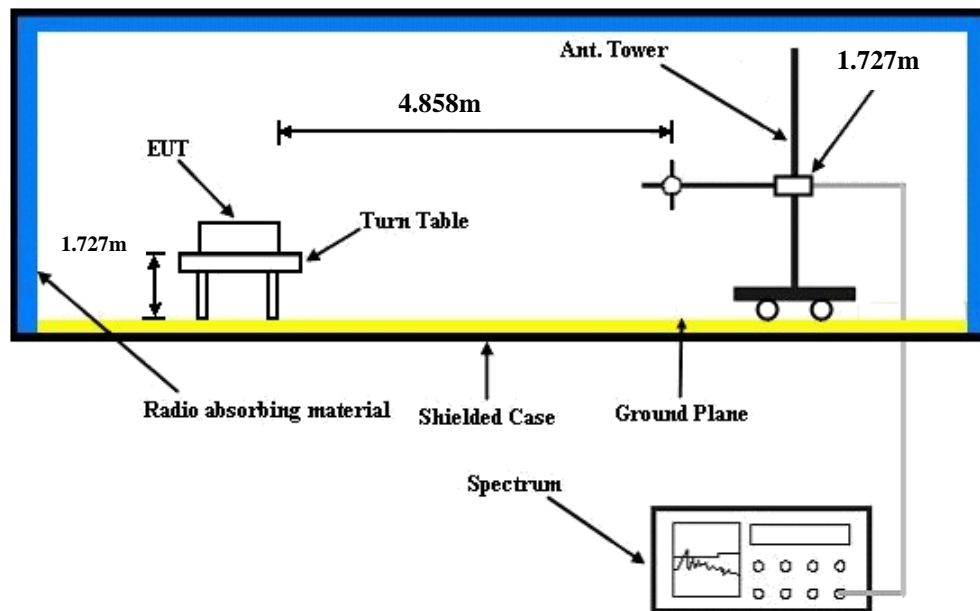 Ant. Tower
1.727m
4.858m
EUT
Turn Table
1.727m
Radio absorbing material
Shielded Case
Ground Plane
Spectrum